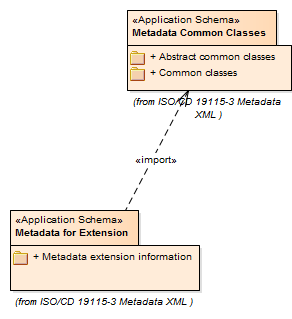 «Application Schema»
Metadata Common Classes
+ Abstract common classes
+ Common classes
(from ISO/CD 19115-3 Metadata
XML )
«import»
«Application Schema»
Metadata for Extension
+ Metadata extension information
(from ISO/CD 19115-3 Metadata XML )